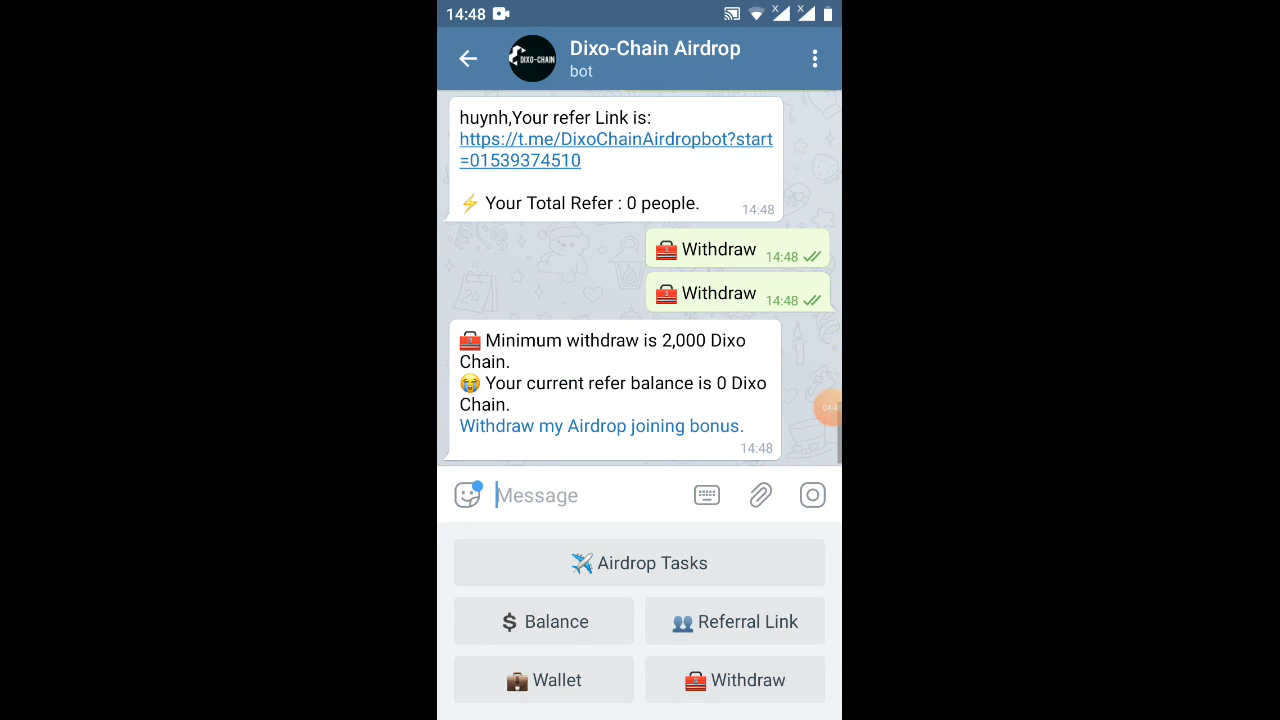 14:48
Dixo-Chain Airdrop
DIXO-CHAIN
bot
huynh,Your refer Link is:
https://t.me/DixoChainAirdropbot?start
=01539374510
⚡ Your Total Refer : 0 people.
14:48
🧰 Withdraw 14:48
🧰 Withdraw 14:48
🧰 Minimum withdraw is 2,000 Dixo
Chain.
😭 Your current refer balance is 0 Dixo
Chain.
Withdraw my Airdrop joining bonus.
14:48
Message
✈️ Airdrop Tasks
💲 Balance
👥 Referral Link
💼 Wallet
🧰 Withdraw